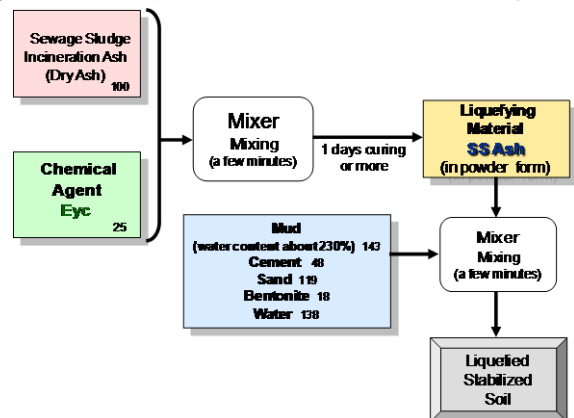 Sewage Sludge
Incineration Ash
(Dry Ash)
100
Mixer
Mixing
(a few minutes)
1 days curing
or more
Liquefying
Material
SS Ash
(in powder form)
Chemical
Agent
Eyc
25
Mud
(water content about 230%) 143
Cement 48
Sand 119
Bentonite 18
Water 138
Mixer
Mixing
(a few minutes)
Liquefied
Stabilized
Soil